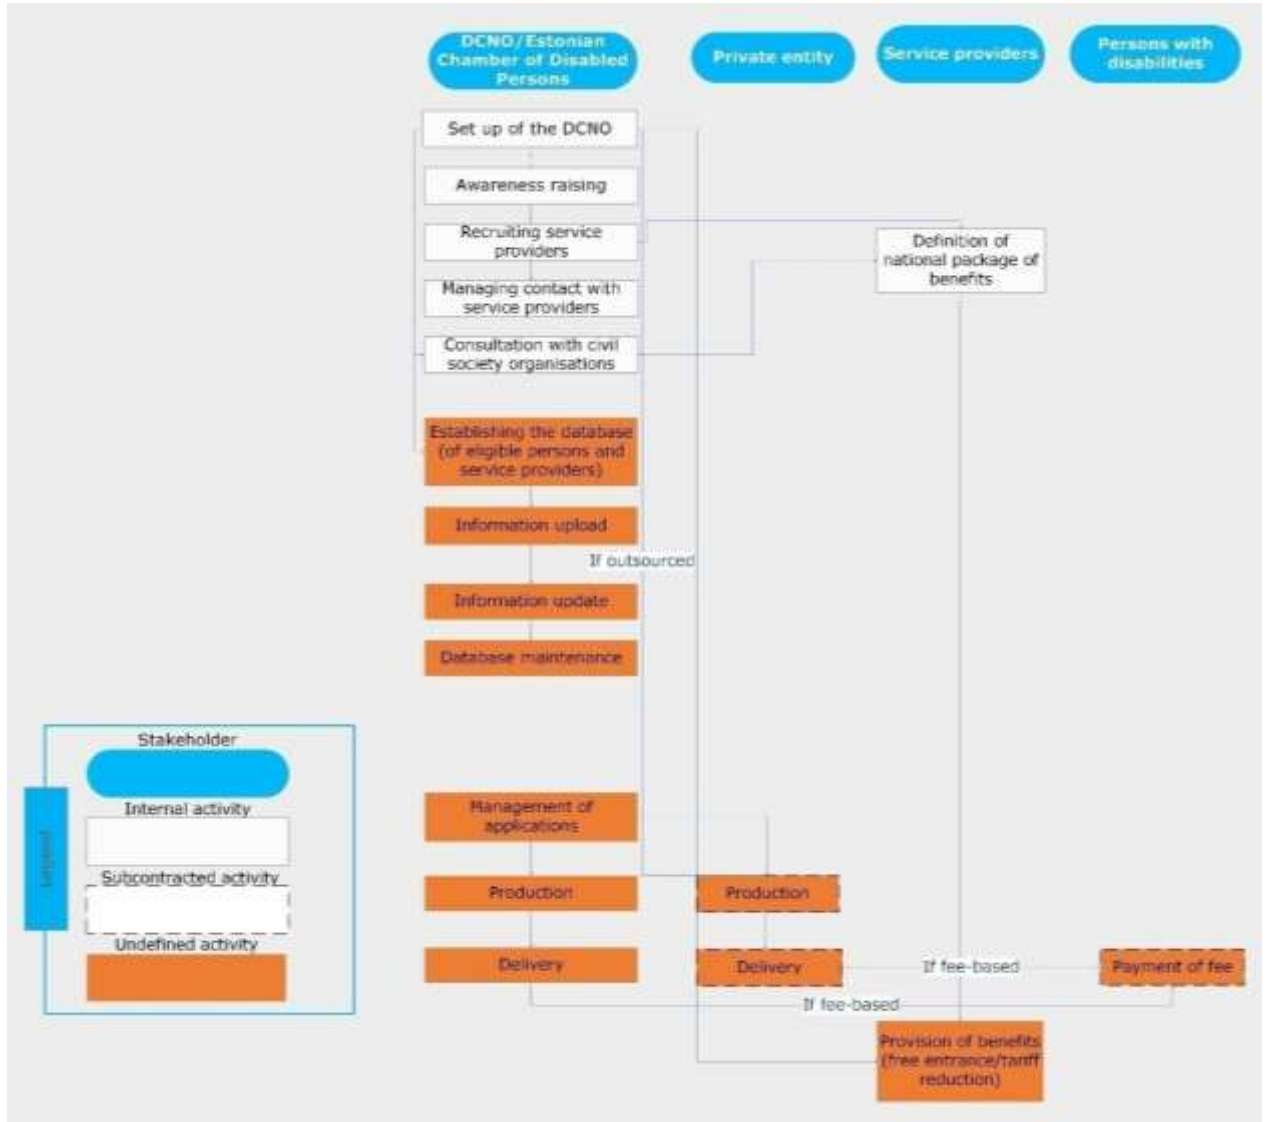 DCNO/Estonian
Chamber of Disabled
Persons
Private entity
Service providers
Persons with
disabilities
Set up of the DCNO
Awareness raising
Recruiting service
providers
Definition of
national package of
benefits
Managing contact with
service providers
Consultation with civil
society organisations
Establishing the database
(of eligible persons and
service providers)
Information upload
If outsourced
Information update
Database maintenance
Stakeholder
Internal activity
Subcontracted activity
Undefined activity
Legend
Management of
applications
Production
Production
Delivery
Delivery
If fee-based
Payment of fee
If fee-based
Provision of benefits
(free entrance/tariff
reduction)